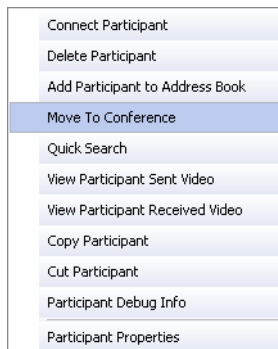 Connect Participant
Delete Participant
Add Participant to Address Book
Move To Conference
Quick Search
View Participant Sent Video
View Participant Received Video
Copy Participant
Cut Participant
Participant Debug Info
Participant Properties